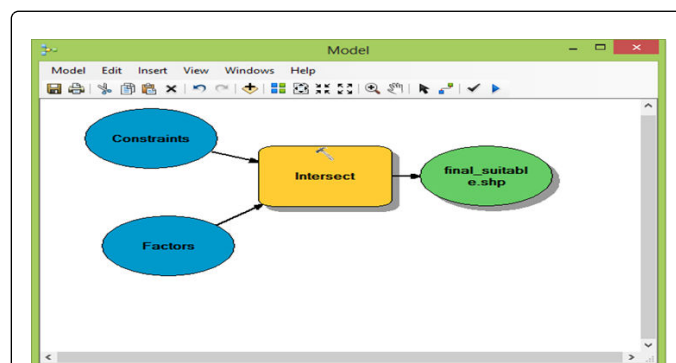 Model
Model Edit Insert View Windows Help
Constraints
Intersect
final_suitabl
e.shp
Factors